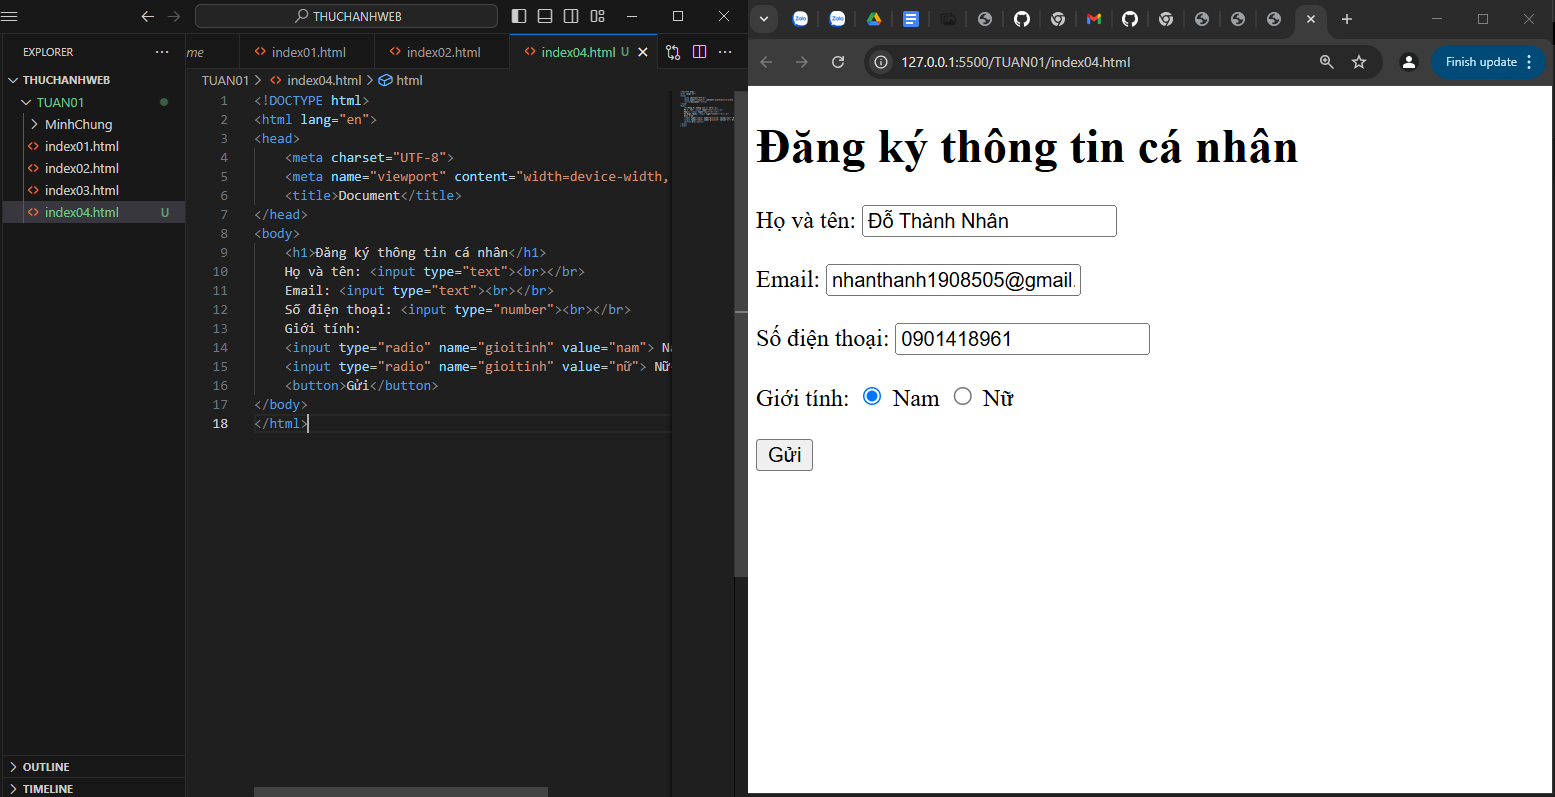 THUCHANHWEB
EXPLORER
THUCHANHWEB
TUAN01
MinhChung
index01.html
index02.html
index03.html
index04.html U
OUTLINE
TIMELINE
me index01.html index02.html index04.html U
TUAN01 > index04.html > html
1 <!DOCTYPE html>
2 <html lang="en">
3 <head>
4 <meta charset="UTF-8">
5 <meta name="viewport" content="width=device-width,
6 <title>Document</title>
7 </head>
8 <body>
9 <h1>Đăng ký thông tin cá nhân</h1>
10 Họ và tên: <input type="text"><br></br>
11 Email: <input type="text"><br></br>
12 Số điện thoại: <input type="number"><br></br>
13 Giới tính:
14 <input type="radio" name="gioitinh" value="nam"> Na
15 <input type="radio" name="gioitinh" value="nữ"> Nữ
16 <button>Gửi</button>
17 </body>
18 </html>
Zalo Zalo
127.0.0.1:5500/TUAN01/index04.html
Finish update
Đăng ký thông tin cá nhân
Họ và tên: Đỗ Thành Nhân
Email: nhanthanh1908505@gmail.
Số điện thoại: 0901418961
Giới tính: Nam Nữ
Gửi